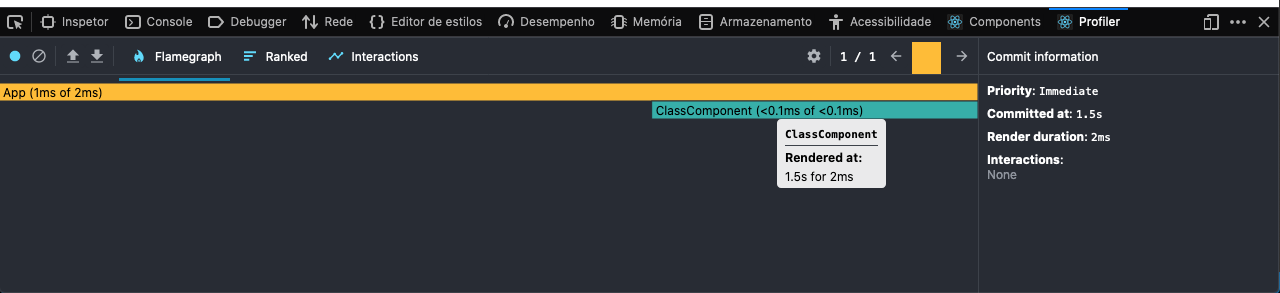 Inspetor Console Debugger Rede Editor de estilos Desempenho Memória Armazenamento Acessibilidade Components Profiler
Flamegraph Ranked Interactions 1 / 1 Commit information
App (1ms of 2ms)
ClassComponent (<0.1ms of <0.1ms)
ClassComponent
Rendered at:
1.5s for 2ms
Priority: Immediate
Committed at: 1.5s
Render duration: 2ms
Interactions:
None